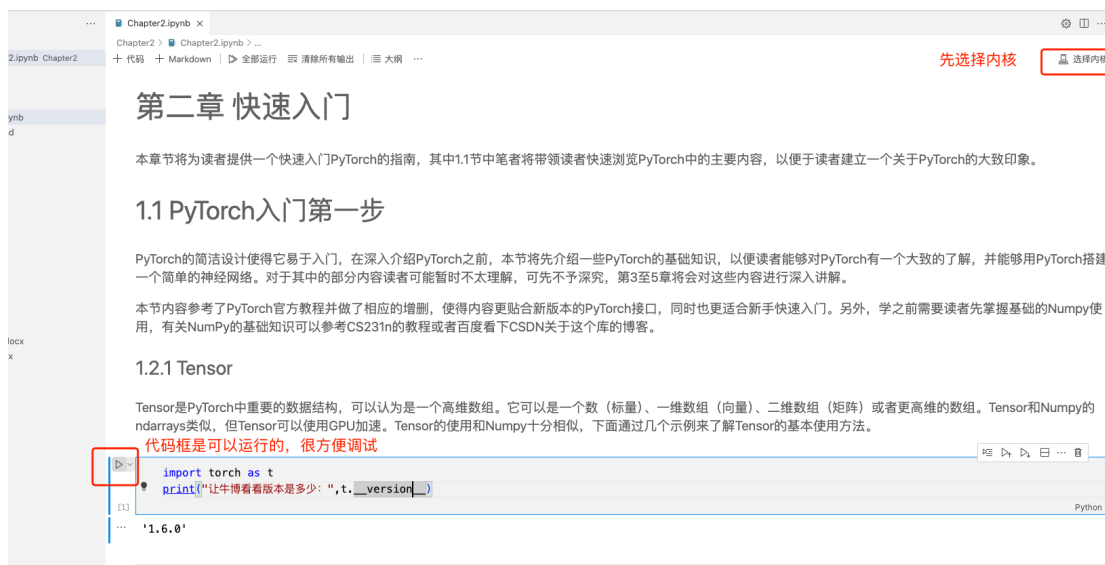 Chapter2.ipynb
Chapter2 > Chapter2.ipynb > ...
2.ipynb Chapter2
代码 Markdown 全部运行 清除所有输出 大纲 ...
先选择内核
选择内核
ynb
d
第二章 快速入门
本章节将为读者提供一个快速入门PyTorch的指南，其中1.1节中笔者将带领读者快速浏览PyTorch中的主要内容，以便于读者建立一个关于PyTorch的大致印象。
1.1 PyTorch入门第一步
PyTorch的简洁设计使得它易于入门，在深入介绍PyTorch之前，本节将先介绍一些PyTorch的基础知识，以便读者能够对PyTorch有一个大致的了解，并能够用PyTorch搭建
一个简单的神经网络。对于其中的部分内容读者可能暂时不太理解，可先不予深究，第3至5章将会对这些内容进行深入讲解。
本节内容参考了PyTorch官方教程并做了相应的增删，使得内容更贴合新版本的PyTorch接口，同时也更适合新手快速入门。另外，学之前需要读者先掌握基础的Numpy使
用，有关NumPy的基础知识可以参考CS231n的教程或者百度看下CSDN关于这个库的博客。
locx
x
1.2.1 Tensor
Tensor是PyTorch中重要的数据结构，可以认为是一个高维数组。它可以是一个数（标量）、一维数组（向量）、二维数组（矩阵）或者更高维的数组。Tensor和Numpy的
ndarrays类似，但Tensor可以使用GPU加速。Tensor的使用和Numpy十分相似，下面通过几个示例来了解Tensor的基本使用方法。
代码框是可以运行的，很方便调试
import torch as t
print("让牛博看看版本是多少：",t.__version__)
[1]
Python
'1.6.0'